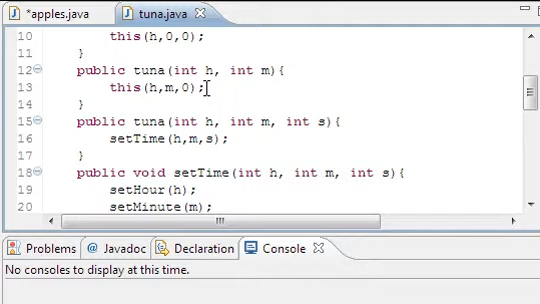 *apples.java tuna.java
10 this(h,0,0);
11 }
12 public tuna(int h, int m){
13 this(h,m,0);
14 }
15 public tuna(int h, int m, int s){
16 setTime(h,m,s);
17 }
18 public void setTime(int h, int m, int s){
19 setHour(h);
20 setMinute(m);
Problems @ Javadoc Declaration Console
No consoles to display at this time.